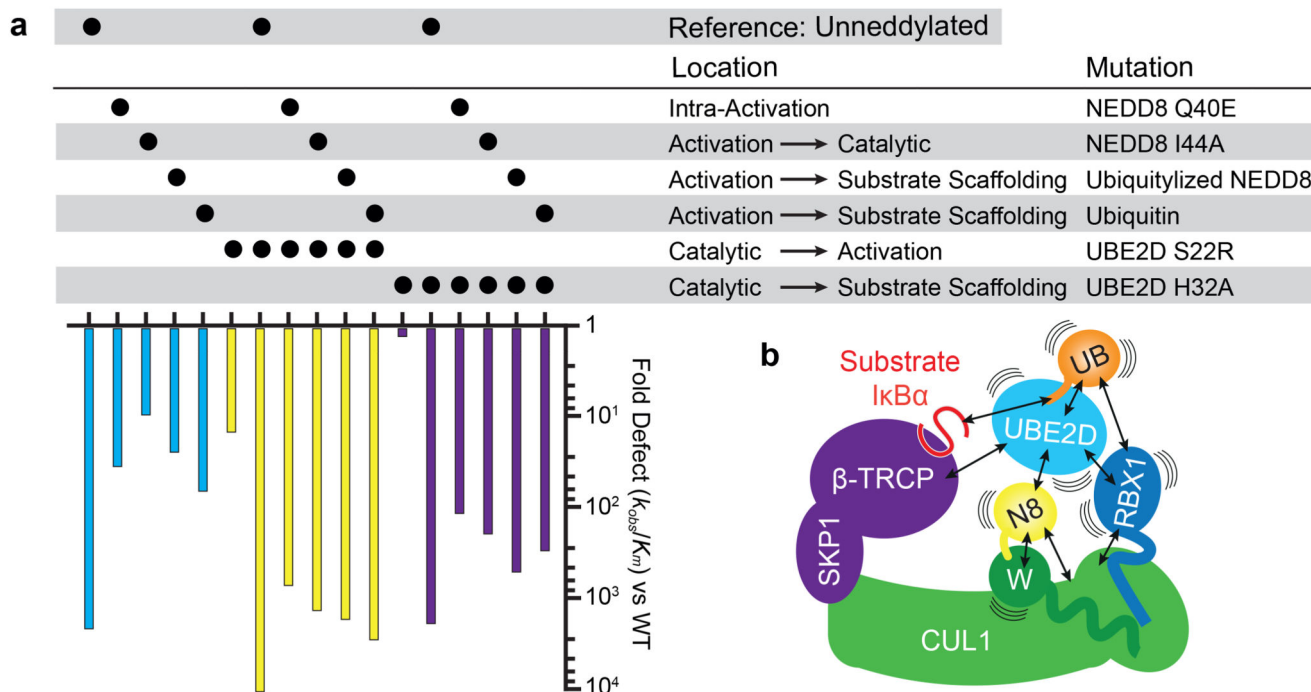 a
Reference: Unneddylated
Location Mutation
Intra-Activation NEDD8 Q40E
Activation → Catalytic NEDD8 I44A
Activation → Substrate Scaffolding Ubiquitylized NEDD8
Activation → Substrate Scaffolding Ubiquitin
Catalytic → Activation UBE2D S22R
Catalytic → Substrate Scaffolding UBE2D H32A
1
10¹
10²
10³
10⁴
Fold Defect (kobs/Km) vs WT
b
Substrate
IκBα
UB
UBE2D
β-TRCP
RBX1
N8
SKP1
W
CUL1